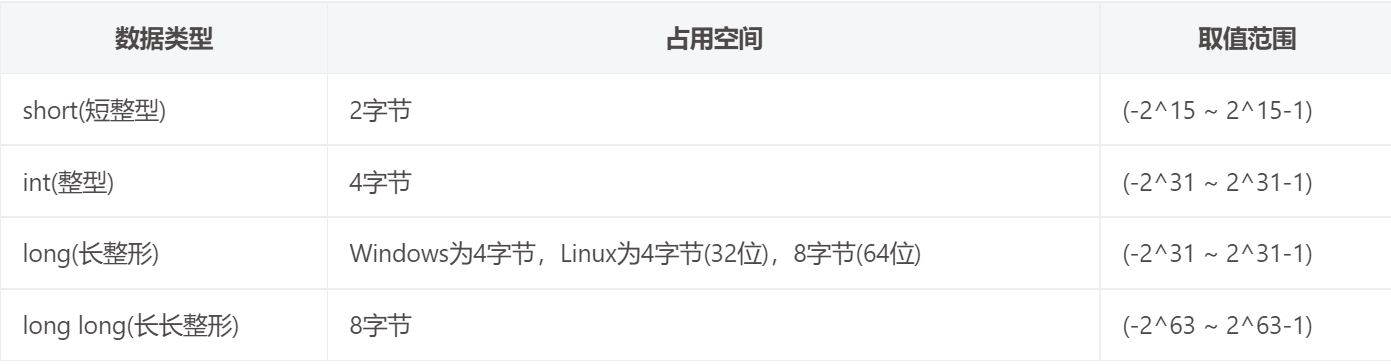 数据类型 占用空间 取值范围
short(短整型) 2字节 (-2^15 ~ 2^15-1)
int(整型) 4字节 (-2^31 ~ 2^31-1)
long(长整形) Windows为4字节，Linux为4字节(32位)，8字节(64位) (-2^31 ~ 2^31-1)
long long(长长整形) 8字节 (-2^63 ~ 2^63-1)